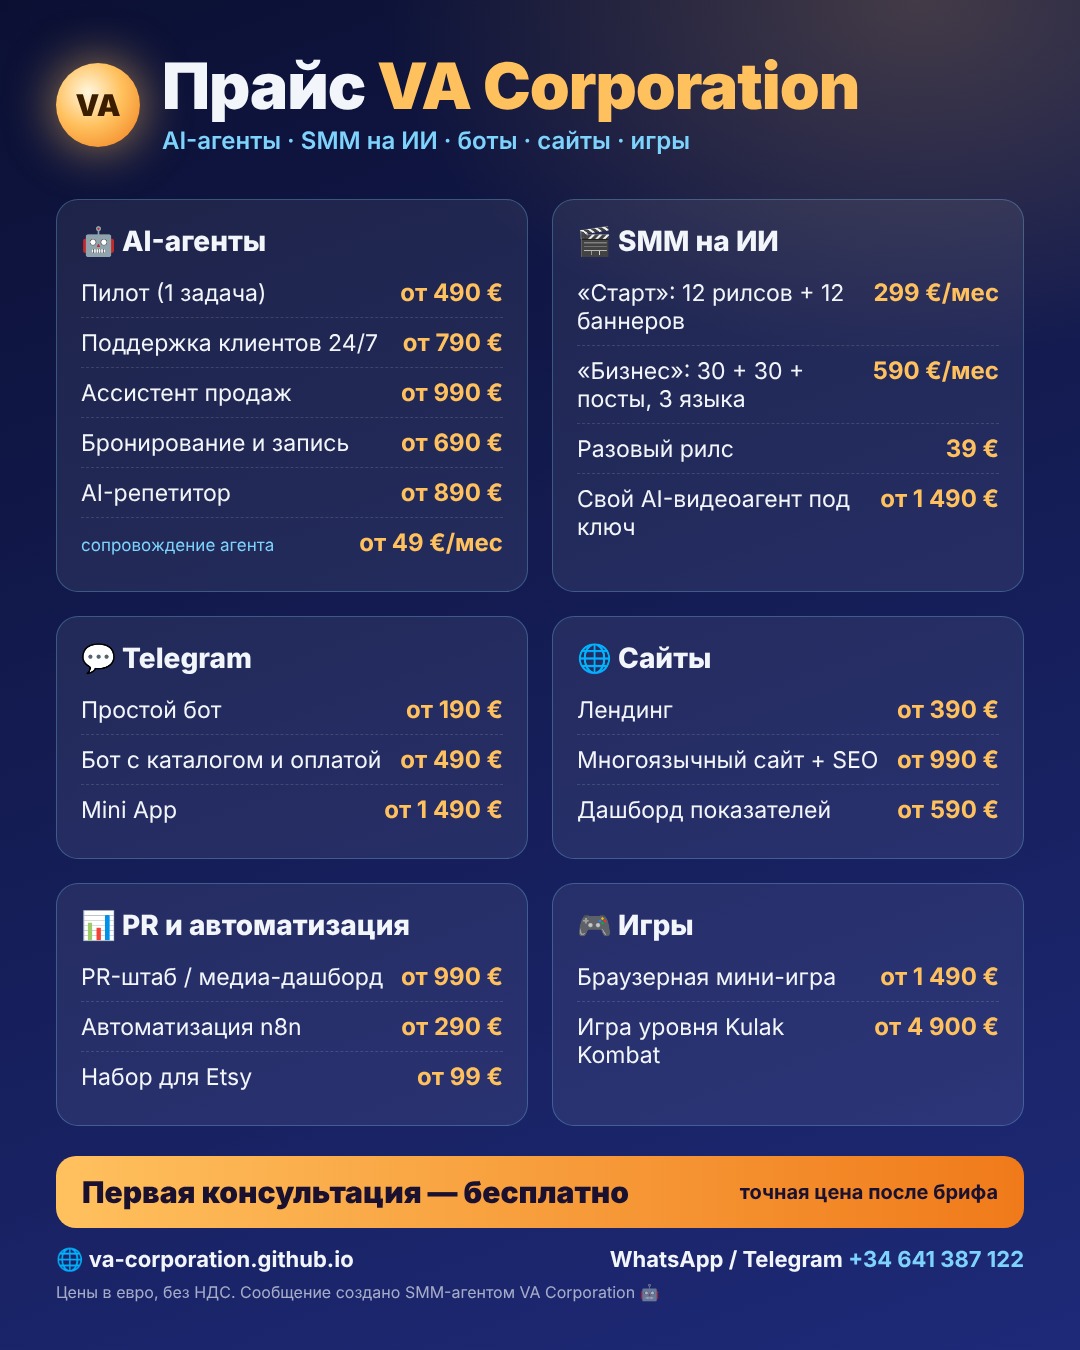 VA
Прайс VA Corporation
AI-агенты · SMM на ИИ · боты · сайты · игры
🤖 AI-агенты
Пилот (1 задача) от 490 €
Поддержка клиентов 24/7 от 790 €
Ассистент продаж от 990 €
Бронирование и запись от 690 €
AI-репетитор от 890 €
сопровождение агента от 49 €/мес
🎬 SMM на ИИ
«Старт»: 12 рилсов + 12 299 €/мес
баннеров
«Бизнес»: 30 + 30 + 590 €/мес
посты, 3 языка
Разовый рилс 39 €
Свой AI-видеоагент под от 1 490 €
ключ
💬 Telegram
Простой бот от 190 €
Бот с каталогом и оплатой от 490 €
Mini App от 1 490 €
🌐 Сайты
Лендинг от 390 €
Многоязычный сайт + SEO от 990 €
Дашборд показателей от 590 €
📊 PR и автоматизация
PR-штаб / медиа-дашборд от 990 €
Автоматизация n8n от 290 €
Набор для Etsy от 99 €
🎮 Игры
Браузерная мини-игра от 1 490 €
Игра уровня Kulak от 4 900 €
Kombat
Первая консультация — бесплатно точная цена после брифа
🌐 va-corporation.github.io WhatsApp / Telegram +34 641 387 122
Цены в евро, без НДС. Сообщение создано SMM-агентом VA Corporation 🤖